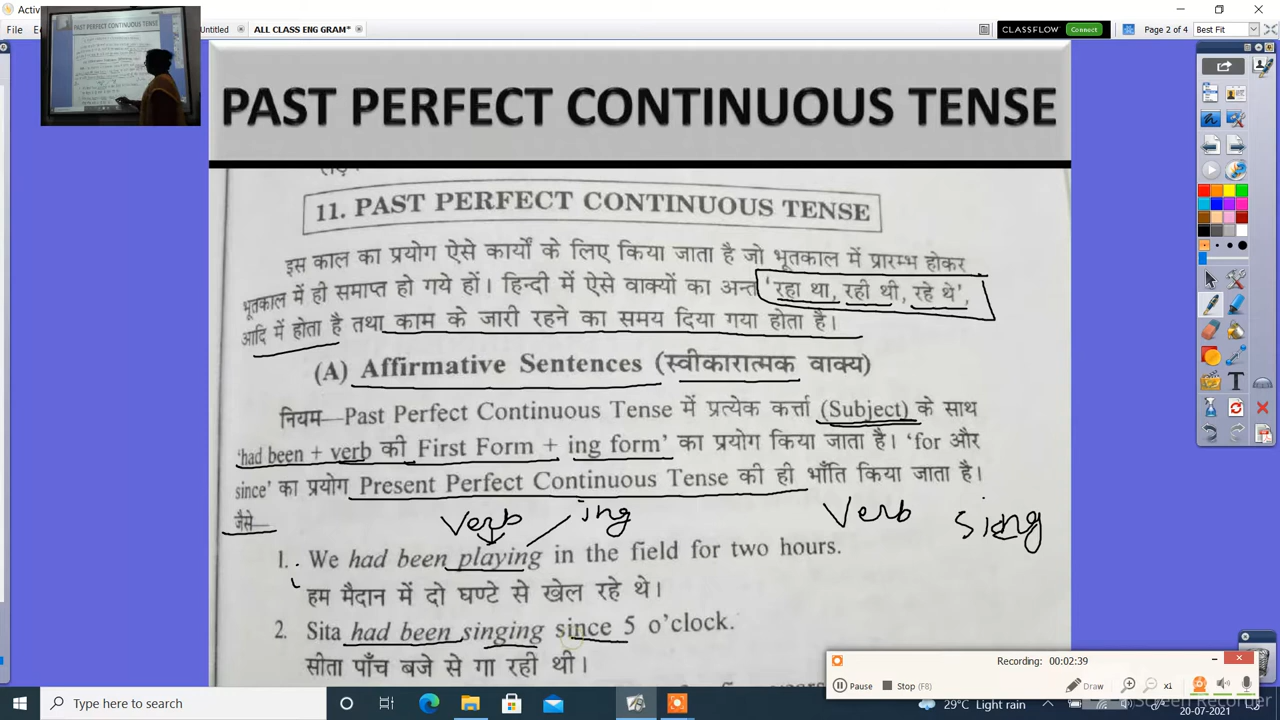 Activ
File
Untitled
ALL CLASS ENG GRAM*
CLASSFLOW
Connect
Page 2 of 4
Best Fit
PAST PERFECT CONTINUOUS TENSE
11. PAST PERFECT CONTINUOUS TENSE
इस काल का प्रयोग ऐसे कार्यों के लिए किया जाता है जो भूतकाल में प्रारम्भ होकर
भूतकाल में ही समाप्त हो गये हों। हिन्दी में ऐसे वाक्यों का अन्त 'रहा था, रही थी, रहे थे',
आदि में होता है तथा काम के जारी रहने का समय दिया गया होता है।
(A) Affirmative Sentences (स्वीकारात्मक वाक्य)
नियम—Past Perfect Continuous Tense में प्रत्येक कर्त्ता (Subject) के साथ
'had been + verb की First Form + ing form' का प्रयोग किया जाता है। 'for और
since' का प्रयोग Present Perfect Continuous Tense की ही भाँति किया जाता है।
जैसे—
Verb ing Verb
1. We had been playing in the field for two hours.
हम मैदान में दो घण्टे से खेल रहे थे।
2. Sita had been singing since 5 o'clock.
सीता पाँच बजे से गा रही थी।
Recording: 00:02:39
Pause
Stop (F8)
Draw
x1
Screen Recorder
Type here to search
29°C Light rain
20-07-2021